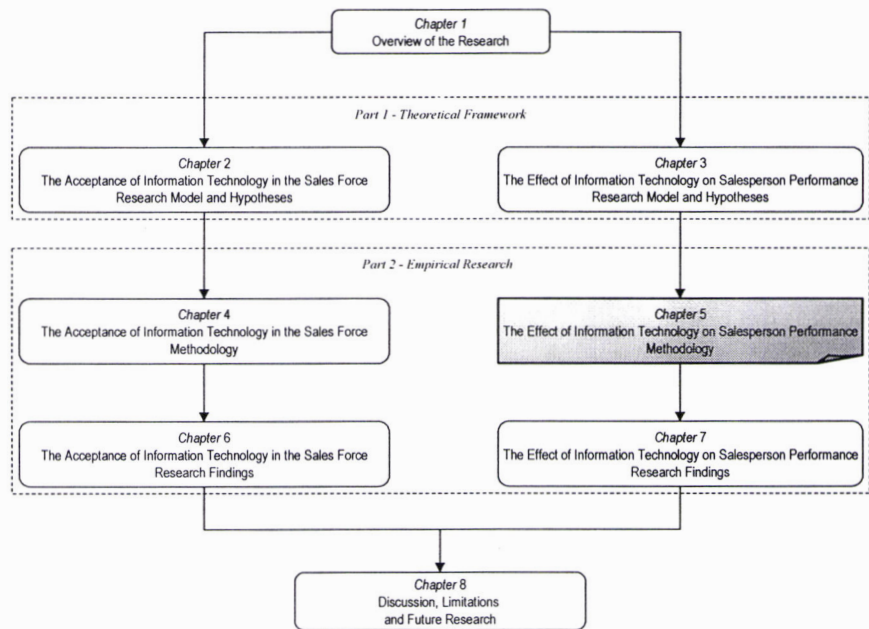 Chapter 1
Overview of the Research
Part 1 - Theoretical Framework
Chapter 2
The Acceptance of Information Technology in the Sales Force
Research Model and Hypotheses
Chapter 3
The Effect of Information Technology on Salesperson Performance
Research Model and Hypotheses
Part 2 - Empirical Research
Chapter 4
The Acceptance of Information Technology in the Sales Force
Methodology
Chapter 5
The Effect of Information Technology on Salesperson Performance
Methodology
Chapter 6
The Acceptance of Information Technology in the Sales Force
Research Findings
Chapter 7
The Effect of Information Technology on Salesperson Performance
Research Findings
Chapter 8
Discussion, Limitations
and Future Research